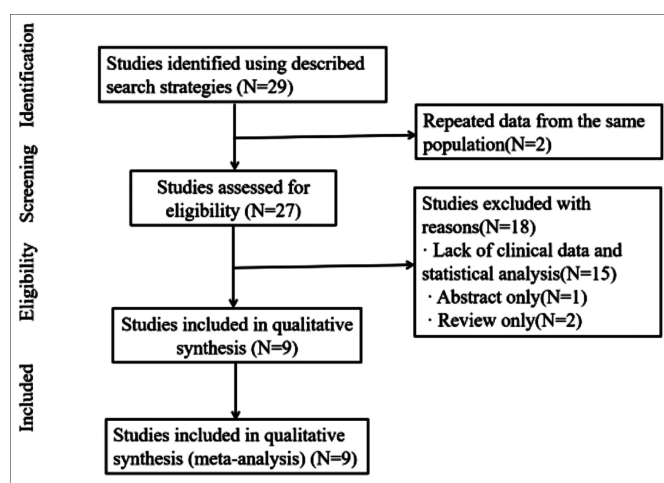 Identification
Studies identified using described
search strategies (N=29)
Repeated data from the same
population(N=2)
Screening
Studies assessed for
eligibility (N=27)
Studies excluded with
reasons(N=18)
· Lack of clinical data and
statistical analysis(N=15)
· Abstract only(N=1)
· Review only(N=2)
Eligibility
Studies included in qualitative
synthesis (N=9)
Included
Studies included in qualitative
synthesis (meta-analysis) (N=9)